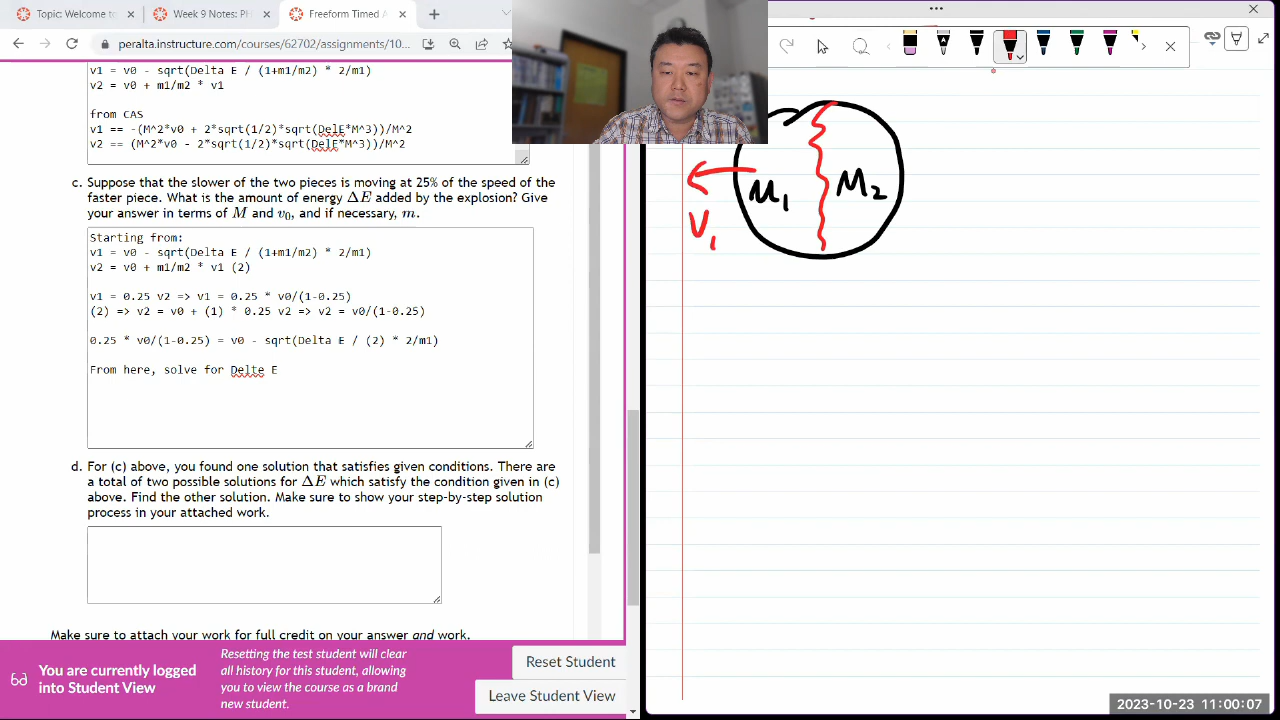 Topic: Welcome to De
Week 9 Notes: PH
Freeform Timed A
peralta.instructure.com/courses/62702/assignments/10...
v1 = v0 - sqrt(Delta E / (1+m1/m2) * 2/m1)
v2 = v0 + m1/m2 * v1
from CAS
v1 == -(M^2*v0 + 2*sqrt(1/2)*sqrt(DelE*M^3))/M^2
v2 == (M^2*v0 - 2*sqrt(1/2)*sqrt(DelE*M^3))/M^2
c. Suppose that the slower of the two pieces is moving at 25% of the speed of the
faster piece. What is the amount of energy ΔE added by the explosion? Give
your answer in terms of M and v₀, and if necessary, m.
Starting from:
v1 = v0 - sqrt(Delta E / (1+m1/m2) * 2/m1)
v2 = v0 + m1/m2 * v1 (2)
v1 = 0.25 v2 => v1 = 0.25 * v0/(1-0.25)
(2) => v2 = v0 + (1) * 0.25 v2 => v2 = v0/(1-0.25)
0.25 * v0/(1-0.25) = v0 - sqrt(Delta E / (2) * 2/m1)
From here, solve for Delte E
d. For (c) above, you found one solution that satisfies given conditions. There are
a total of two possible solutions for ΔE which satisfy the condition given in (c)
above. Find the other solution. Make sure to show your step-by-step solution
process in your attached work.
Make sure to attach your work for full credit on your answer and work.
You are currently logged
into Student View
Resetting the test student will clear
all history for this student, allowing
you to view the course as a brand
new student.
Reset Student
Leave Student View
M₁
M₂
V₁
2023-10-23 11:00:07